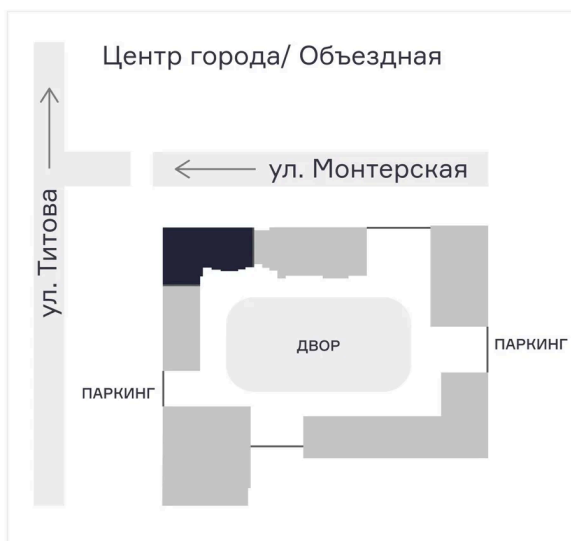 Центр города/ Объездная
ул. Монтерская
ул. Титова
ДВОР
ПАРКИНГ
ПАРКИНГ